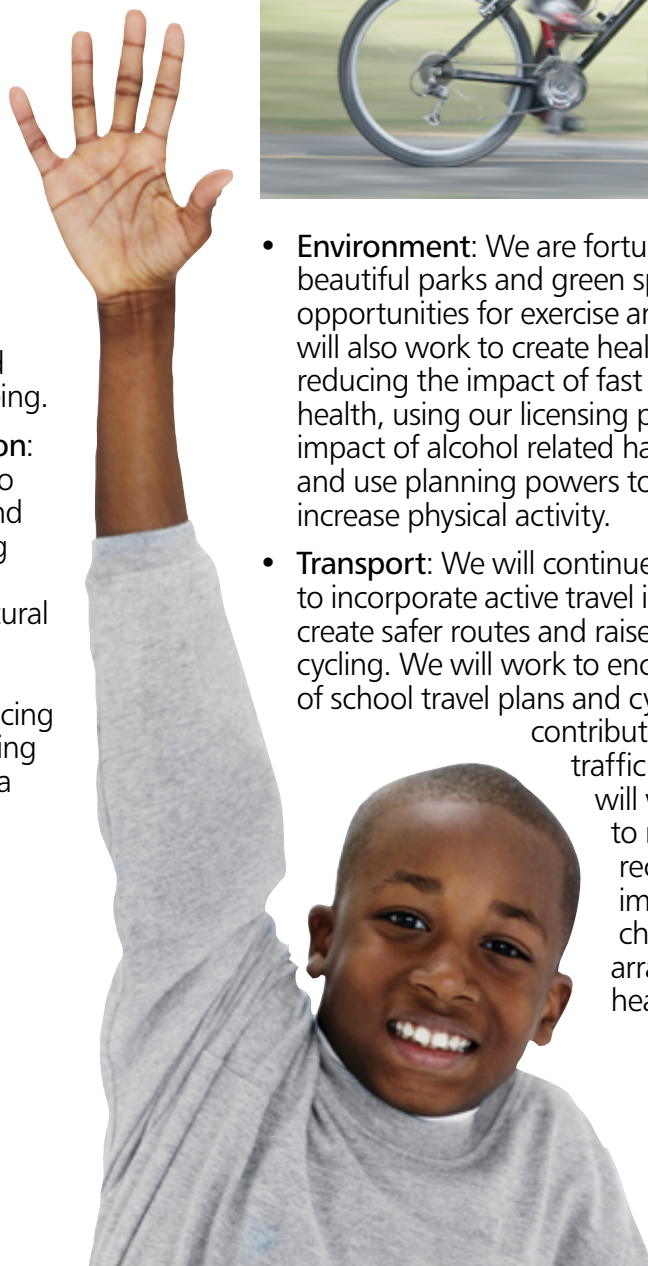 ing.
on:
o
nd
g
tural
cing
ing
a
• Environment: We are fortu
beautiful parks and green sp
opportunities for exercise ar
will also work to create heal
reducing the impact of fast
health, using our licensing p
impact of alcohol related ha
and use planning powers to
increase physical activity.
• Transport: We will continue
to incorporate active travel i
create safer routes and raise
cycling. We will work to enc
of school travel plans and cy
contribut
traffic
will
to
rec
im
ch
arra
hea